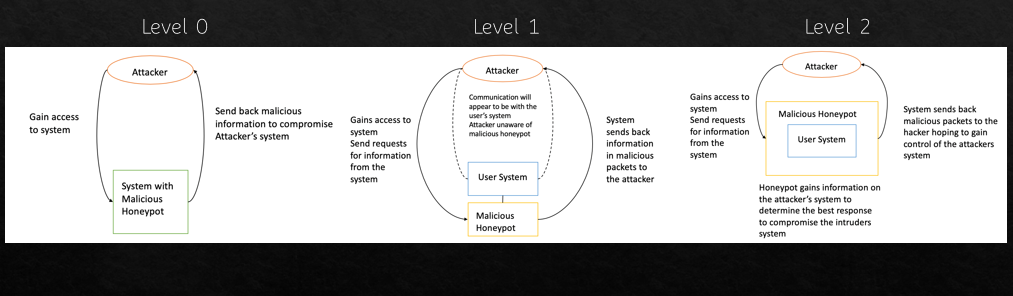 Level 0
Attacker
Gain access
to system
Send back malicious
information to compromise
Attacker's system
System with
Malicious
Honeypot
Level 1
Attacker
Communication will
appear to be with the
user's system
Attacker unaware of
malicious honeypot
Gains access to
system
Send requests
for information
from the
system
System
sends back
information
in malicious
packets to
the attacker
User System
Malicious
Honeypot
Level 2
Attacker
Gains access to
system
Send requests
for information
from the
system
Malicious Honeypot
User System
System sends back
malicious packets to the
hacker hoping to gain
control of the attackers
system
Honeypot gains information on
the attacker's system to
determine the best response
to compromise the intruders
system